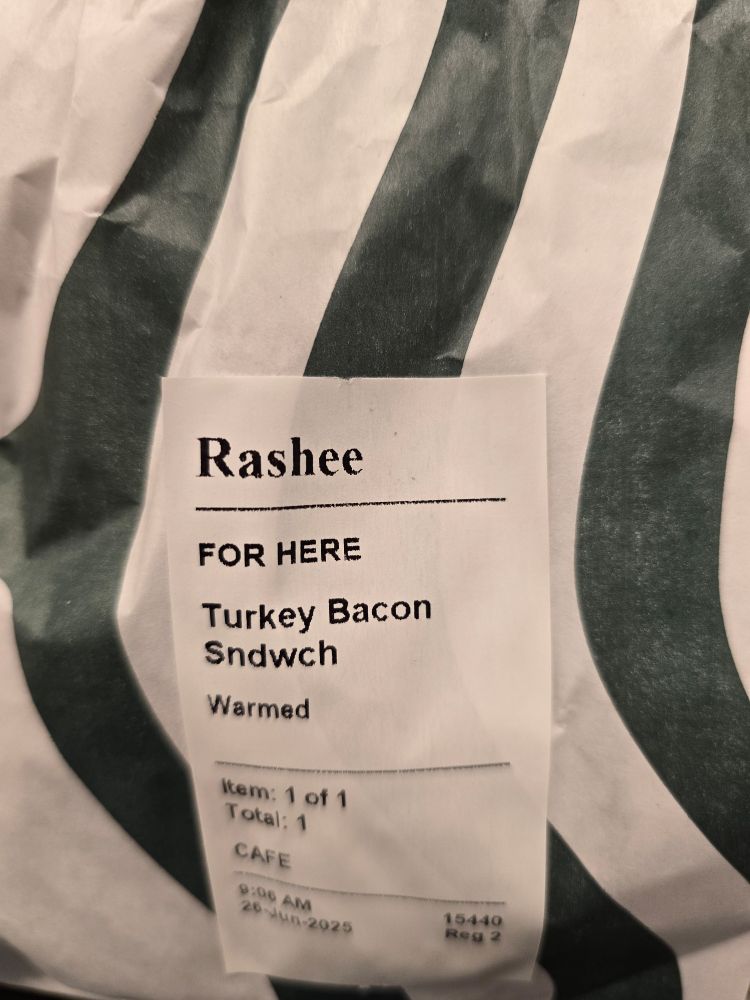 Rashee
FOR HERE
Turkey Bacon
Sndwch
Warmed
Item: 1 of 1
Total: 1
CAFE
9:06 AM
26-Jun-2025
15440
Reg 2